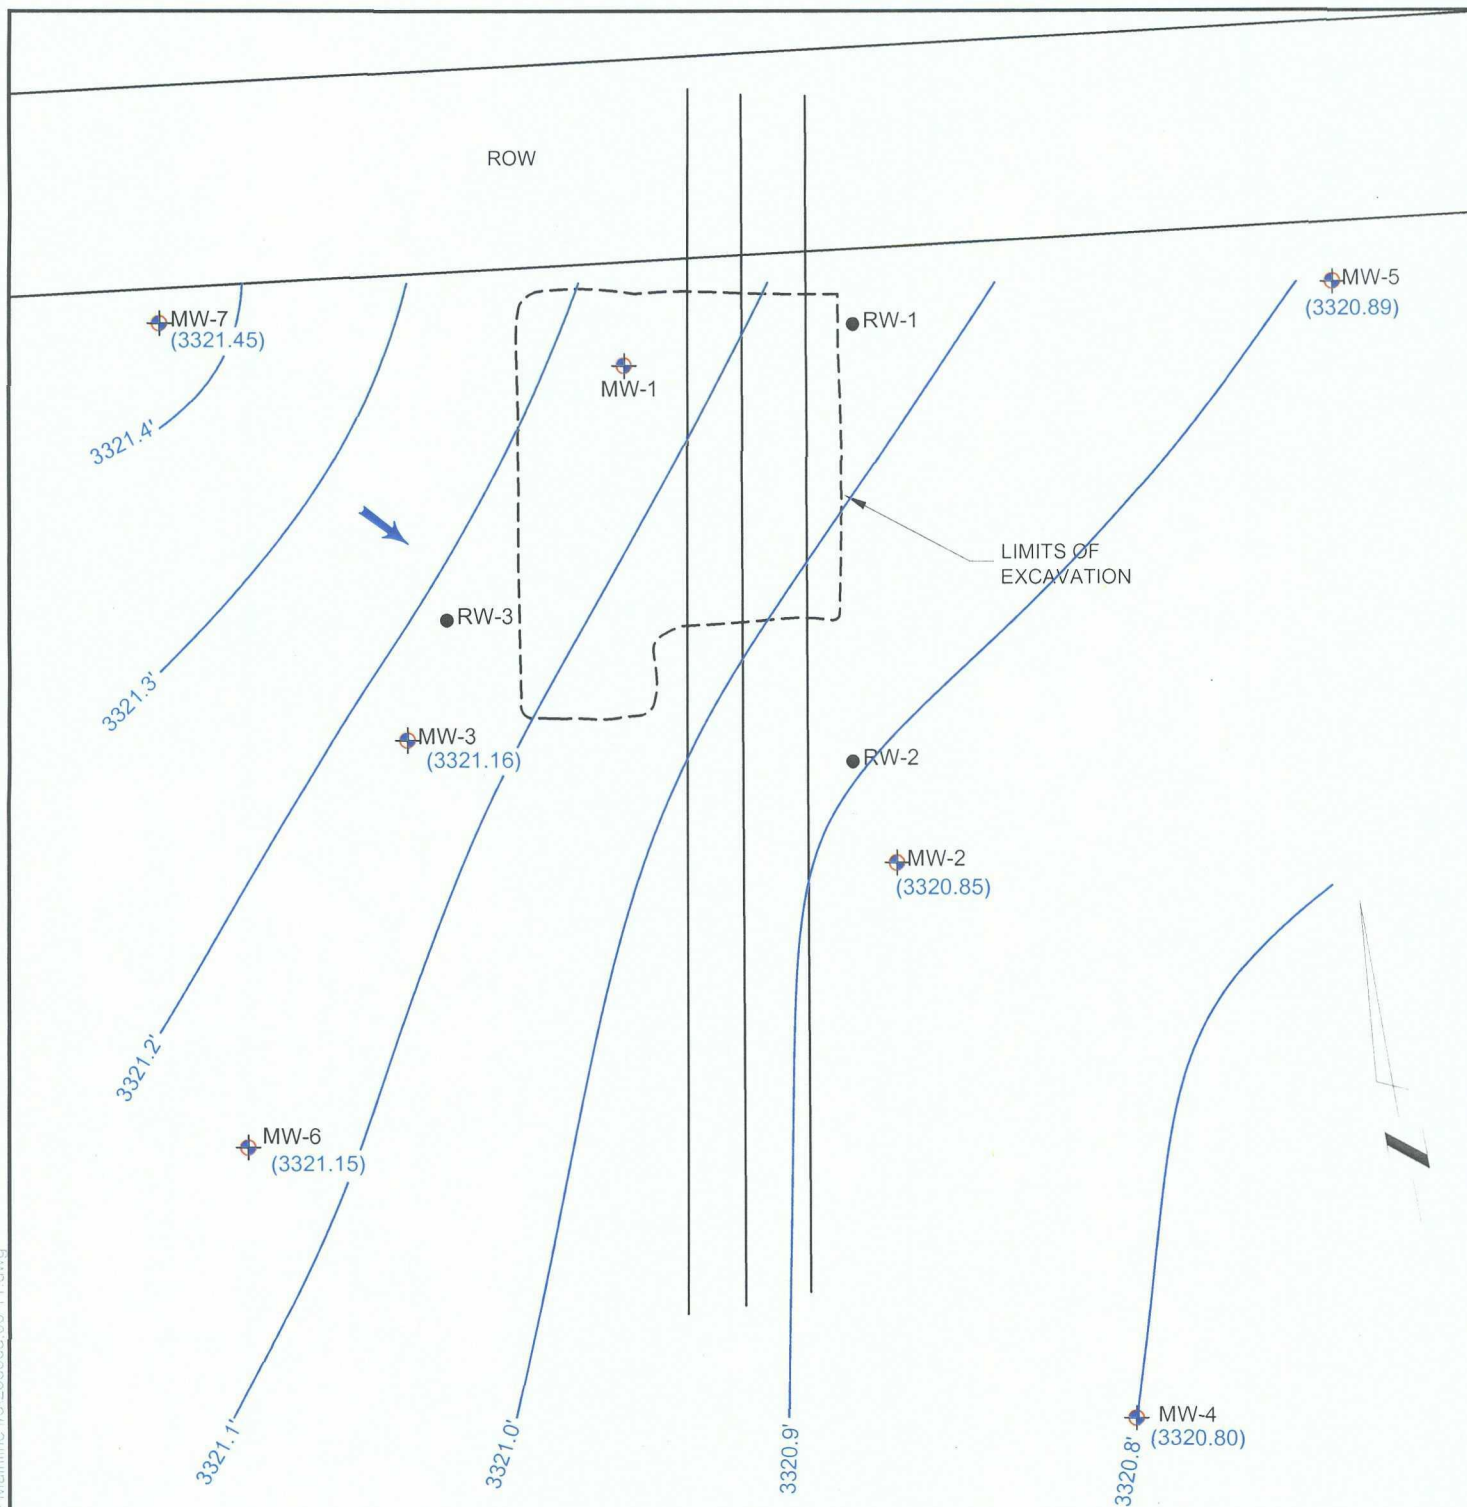 ROW
MW-5
(3320.89)
MW-7
(3321.45)
RW-1
MW-1
3321.4'
LIMITS OF
EXCAVATION
RW-3
3321.3'
MW-3
(3321.16)
RW-2
MW-2
(3320.85)
3321.2'
MW-6
(3321.15)
3321.1'
3321.0'
3320.9'
3320.8'
MW-4
(3320.80)